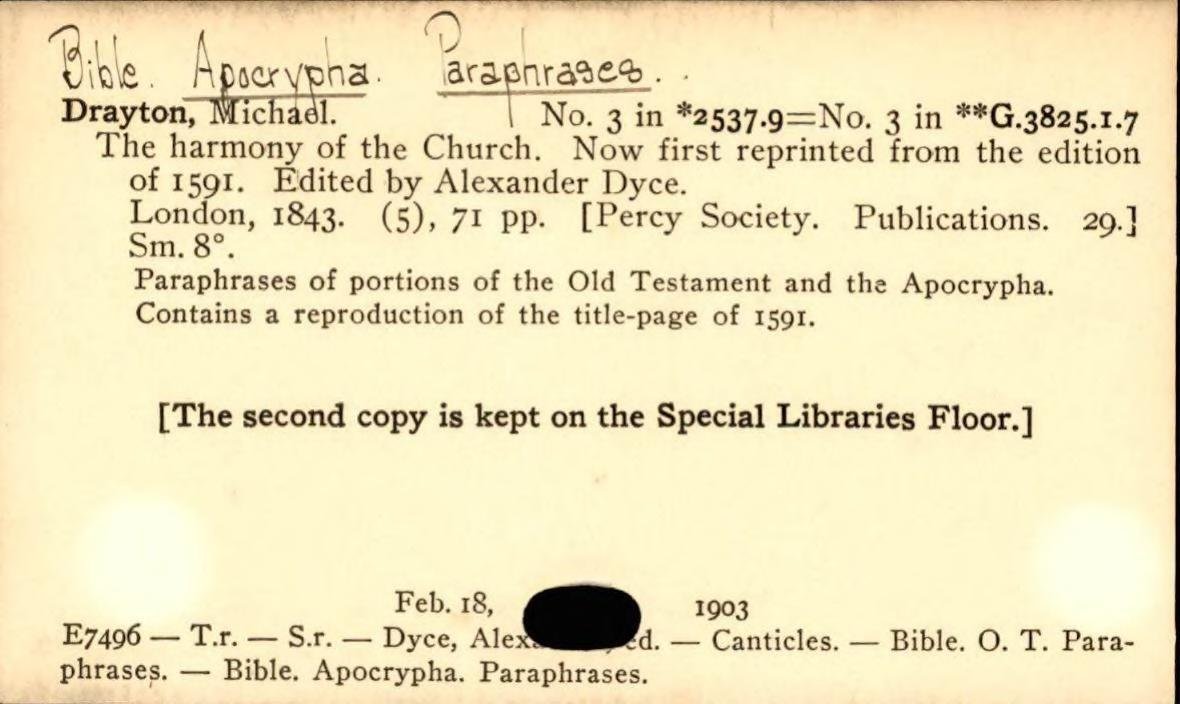 Bible. Apocrypha. Paraphrases. .
Drayton, Michael. No. 3 in *2537.9=No. 3 in **G.3825.1.7
The harmony of the Church. Now first reprinted from the edition
of 1591. Edited by Alexander Dyce.
London, 1843. (5), 71 pp. [Percy Society. Publications. 29.]
Sm. 8°.
Paraphrases of portions of the Old Testament and the Apocrypha.
Contains a reproduction of the title-page of 1591.
[The second copy is kept on the Special Libraries Floor.]
Feb. 18, 1903
E7496 — T.r. — S.r. — Dyce, ed. — Canticles. — Bible. O. T. Para-
phrases. — Bible. Apocrypha. Paraphrases.